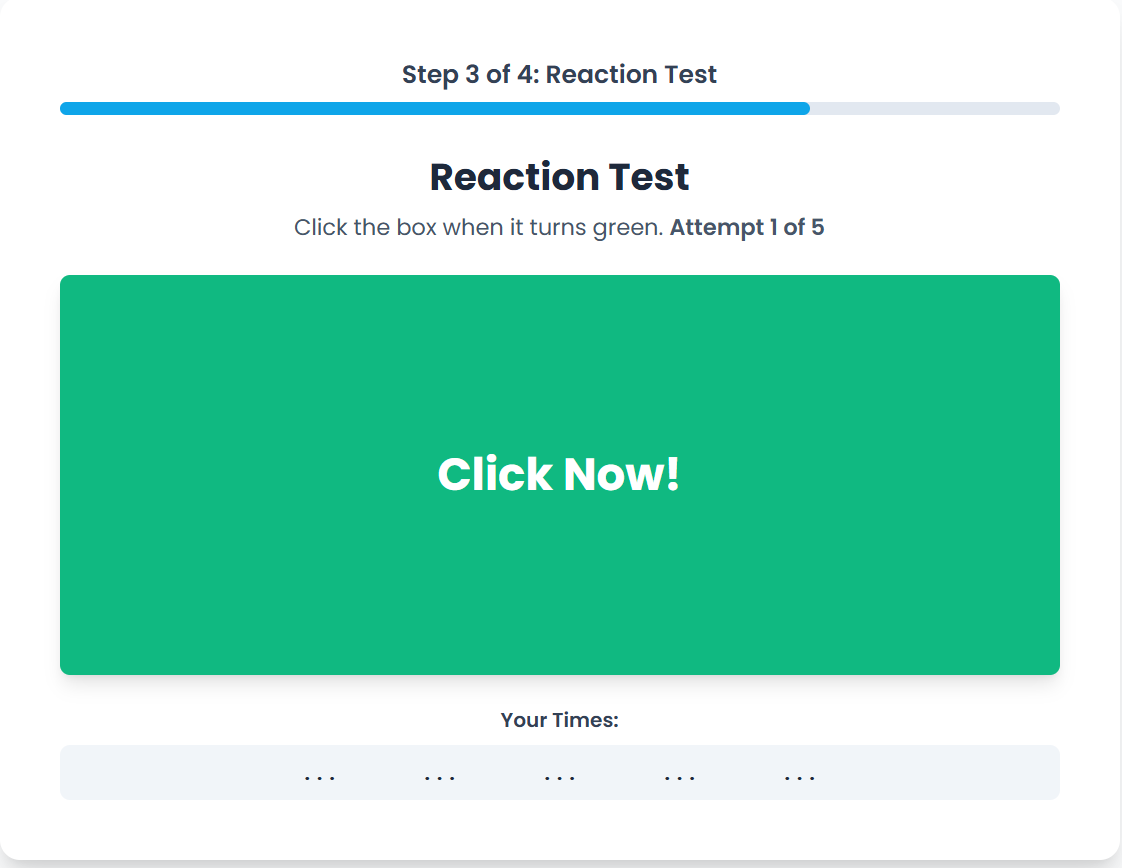 Step 3 of 4: Reaction Test
Reaction Test
Click the box when it turns green. Attempt 1 of 5
Click Now!
Your Times:
... ... ... ... ...